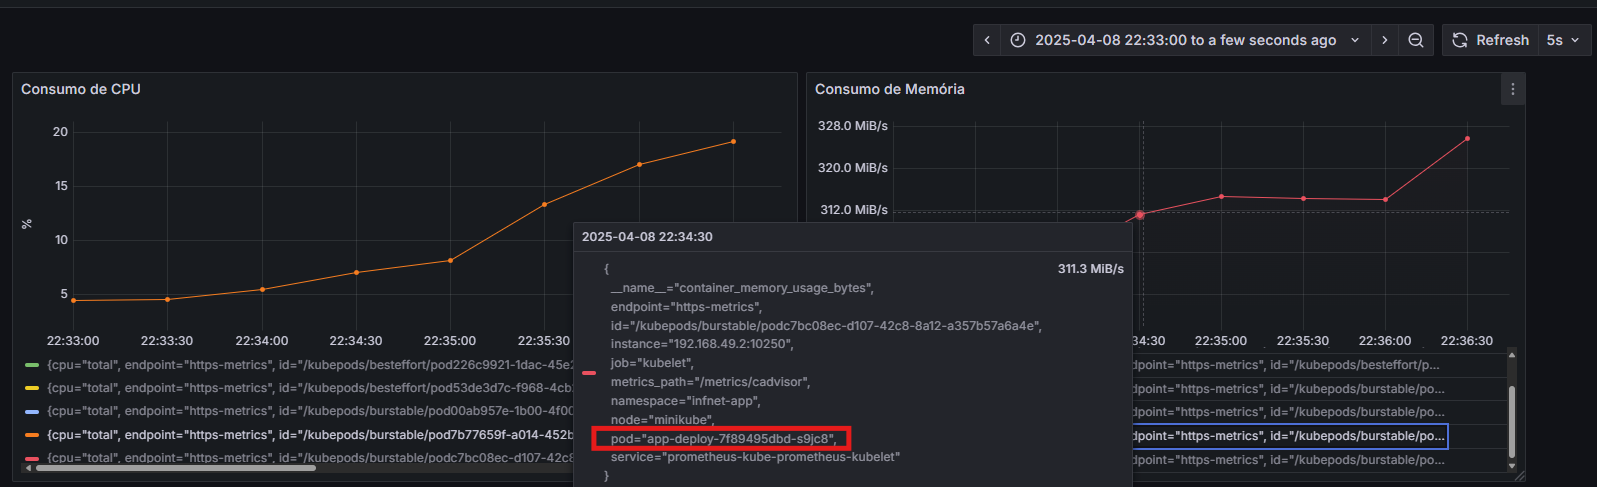 2025-04-08 22:33:00 to a few seconds ago
Refresh
5s
Consumo de CPU
20
15
10
5
%
22:33:00 22:33:30 22:34:00 22:34:30 22:35:00 22:35:30
{cpu="total", endpoint="https-metrics", id="/kubepods/besteffort/pod226c9921-1dac-45e2
{cpu="total", endpoint="https-metrics", id="/kubepods/besteffort/pod53de3d7c-f968-4cb
{cpu="total", endpoint="https-metrics", id="/kubepods/burstable/pod00ab957e-1b00-4f00
{cpu="total", endpoint="https-metrics", id="/kubepods/burstable/pod7b77659f-a014-452b
{cpu="total", endpoint="https-metrics", id="/kubepods/burstable/podc7bc08ec-d107-42c8
Consumo de Memória
328.0 MiB/s
320.0 MiB/s
312.0 MiB/s
34:30 22:35:00 22:35:30 22:36:00 22:36:30
dpoint="https-metrics", id="/kubepods/besteffort/p...
dpoint="https-metrics", id="/kubepods/burstable/po...
dpoint="https-metrics", id="/kubepods/burstable/po...
dpoint="https-metrics", id="/kubepods/burstable/po...
dpoint="https-metrics", id="/kubepods/burstable/po...
2025-04-08 22:34:30
{ 311.3 MiB/s
__name__="container_memory_usage_bytes",
endpoint="https-metrics",
id="/kubepods/burstable/podc7bc08ec-d107-42c8-8a12-a357b57a6a4e",
instance="192.168.49.2:10250",
job="kubelet",
metrics_path="/metrics/cadvisor",
namespace="infnet-app",
node="minikube",
pod="app-deploy-7f89495dbd-s9jc8",
service="prometheus-kube-prometheus-kubelet"
}